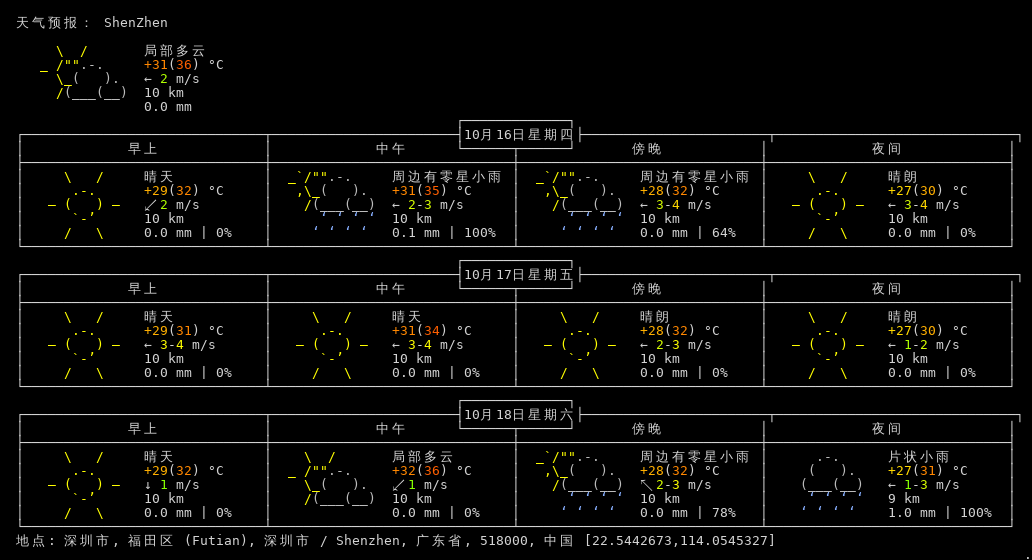 天气预报： ShenZhen
局部多云
+31(36) °C
← 2 m/s
10 km
0.0 mm
10月16日星期四
早上 中午 傍晚 夜间
晴天 周边有零星小雨 周边有零星小雨 晴朗
+29(32) °C +31(35) °C +28(32) °C +27(30) °C
↙ 2 m/s ← 2-3 m/s ← 3-4 m/s ← 3-4 m/s
10 km 10 km 10 km 10 km
0.0 mm | 0% 0.1 mm | 100% 0.0 mm | 64% 0.0 mm | 0%
10月17日星期五
早上 中午 傍晚 夜间
晴天 晴天 晴朗 晴朗
+29(31) °C +31(34) °C +28(32) °C +27(30) °C
← 3-4 m/s ← 3-4 m/s ← 2-3 m/s ← 1-2 m/s
10 km 10 km 10 km 10 km
0.0 mm | 0% 0.0 mm | 0% 0.0 mm | 0% 0.0 mm | 0%
10月18日星期六
早上 中午 傍晚 夜间
晴天 局部多云 周边有零星小雨 片状小雨
+29(32) °C +32(36) °C +28(32) °C +27(31) °C
↓ 1 m/s ↙ 1 m/s ↖ 2-3 m/s ← 1-3 m/s
10 km 10 km 10 km 9 km
0.0 mm | 0% 0.0 mm | 0% 0.0 mm | 78% 1.0 mm | 100%
地点: 深圳市, 福田区 (Futian), 深圳市 / Shenzhen, 广东省, 518000, 中国 [22.5442673,114.0545327]